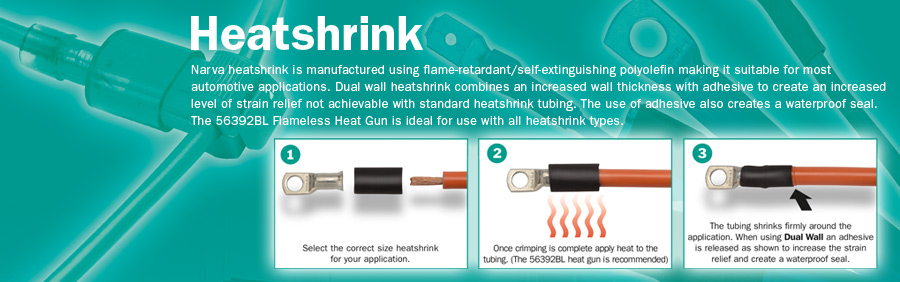 Heatshrink
Narva heatshrink is manufactured using flame-retardant/self-extinguishing polyolefin making it suitable for most
automotive applications. Dual wall heatshrink combines an increased wall thickness with adhesive to create an increased
level of strain relief not achievable with standard heatshrink tubing. The use of adhesive also creates a waterproof seal.
The 56392BL Flameless Heat Gun is ideal for use with all heatshrink types.
1
Select the correct size heatshrink
for your application.
2
Once crimping is complete apply heat to the
tubing. (The 56392BL heat gun is recommended)
3
The tubing shrinks firmly around the
application. When using Dual Wall an adhesive
is released as shown to increase the strain
relief and create a waterproof seal.